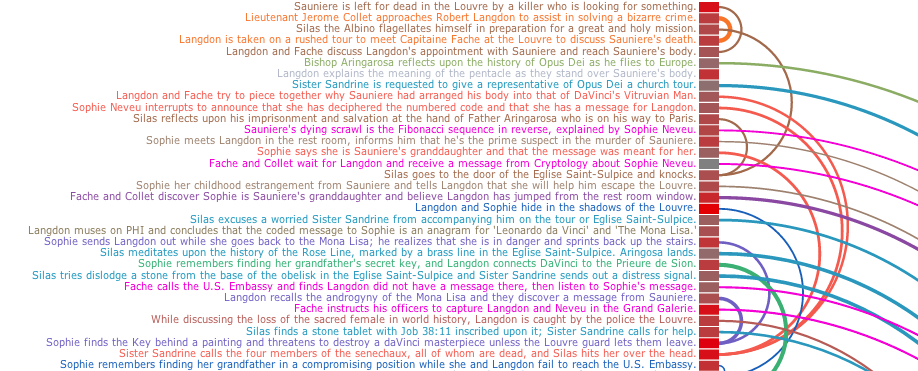 Sauniere is left for dead in the Louvre by a killer who is looking for something.
Lieutenant Jerome Collet approaches Robert Langdon to assist in solving a bizarre crime.
Silas the Albino flagellates himself in preparation for a great and holy mission.
Langdon is taken on a rushed tour to meet Capitaine Fache at the Louvre to discuss Sauniere's death.
Langdon and Fache discuss Langdon's appointment with Sauniere and reach Sauniere's body.
Bishop Aringarosa reflects upon the history of Opus Dei as he flies to Europe.
Langdon explains the meaning of the pentacle as they stand over Sauniere's body.
Sister Sandrine is requested to give a representative of Opus Dei a church tour.
Langdon and Fache try to piece together why Sauniere had arranged his body into that of DaVinci's Vitruvian Man.
Sophie Neveu interrupts to announce that she has deciphered the numbered code and that she has a message for Langdon.
Silas reflects upon his imprisonment and salvation at the hand of Father Aringarosa who is on his way to Paris.
Sauniere's dying scrawl is the Fibonacci sequence in reverse, explained by Sophie Neveu.
Sophie meets Langdon in the rest room, informs him that he's the prime suspect in the murder of Sauniere.
Sophie says she is Sauniere's granddaughter and that the message was meant for her.
Fache and Collet wait for Langdon and receive a message from Cryptology about Sophie Neveu.
Silas goes to the door of the Eglise Saint-Sulpice and knocks.
Sophie her childhood estrangement from Sauniere and tells Langdon that she will help him escape the Louvre.
Fache and Collet discover Sophie is Sauniere's granddaughter and believe Langdon has jumped from the rest room window.
Langdon and Sophie hide in the shadows of the Louvre.
Silas excuses a worried Sister Sandrine from accompanying him on the tour or Eglise Saint-Sulpice.
Langdon muses on PHI and concludes that the coded message to Sophie is an anagram for 'Leonardo da Vinci' and 'The Mona Lisa.'
Sophie sends Langdon out while she goes back to the Mona Lisa; he realizes that she is in danger and sprints back up the stairs.
Silas meditates upon the history of the Rose Line, marked by a brass line in the Eglise Saint-Sulpice. Aringosa lands.
Sophie remembers finding her grandfather's secret key, and Langdon connects DaVinci to the Prieure de Sion.
Silas tries dislodge a stone from the base of the obelisk in the Eglise Saint-Sulpice and Sister Sandrine sends out a distress signal.
Fache calls the U.S. Embassy and finds Langdon did not have a message there, then listen to Sophie's message.
Langdon recalls the androgyny of the Mona Lisa and they discover a message from Sauniere.
Fache instructs his officers to capture Langdon and Neveu in the Grand Galerie.
While discussing the loss of the sacred female in world history, Langdon is caught by the police the Louvre.
Silas finds a stone tablet with Job 38:11 inscribed upon it; Sister Sandrine calls for help.
Sophie finds the Key behind a painting and threatens to destroy a daVinci masterpiece unless the Louvre guard lets them leave.
Sister Sandrine calls the four members of the senechaux, all of whom are dead, and Silas hits her over the head.
Sophie remembers finding her grandfather in a compromising position while she and Langdon fail to reach the U.S. Embassy.